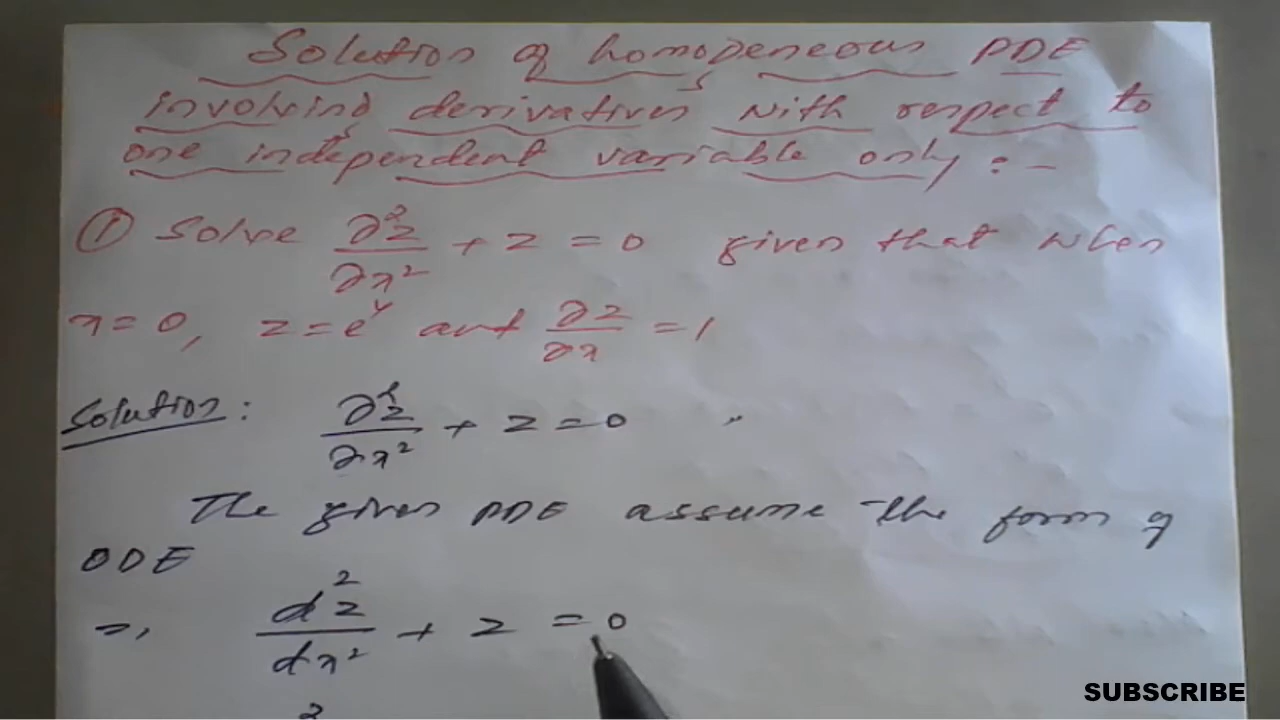 Solution of homogeneous PDE
involving derivatives with respect to
one independent variable only :-
① Solve ∂²z/∂x² + z = 0 given that when
x = 0, z = e^y and ∂z/∂x = 1
Solution: ∂²z/∂x² + z = 0
The given PDE assume the form of
ODE
⇒, d²z/dx² + z = 0
2
SUBSCRIBE